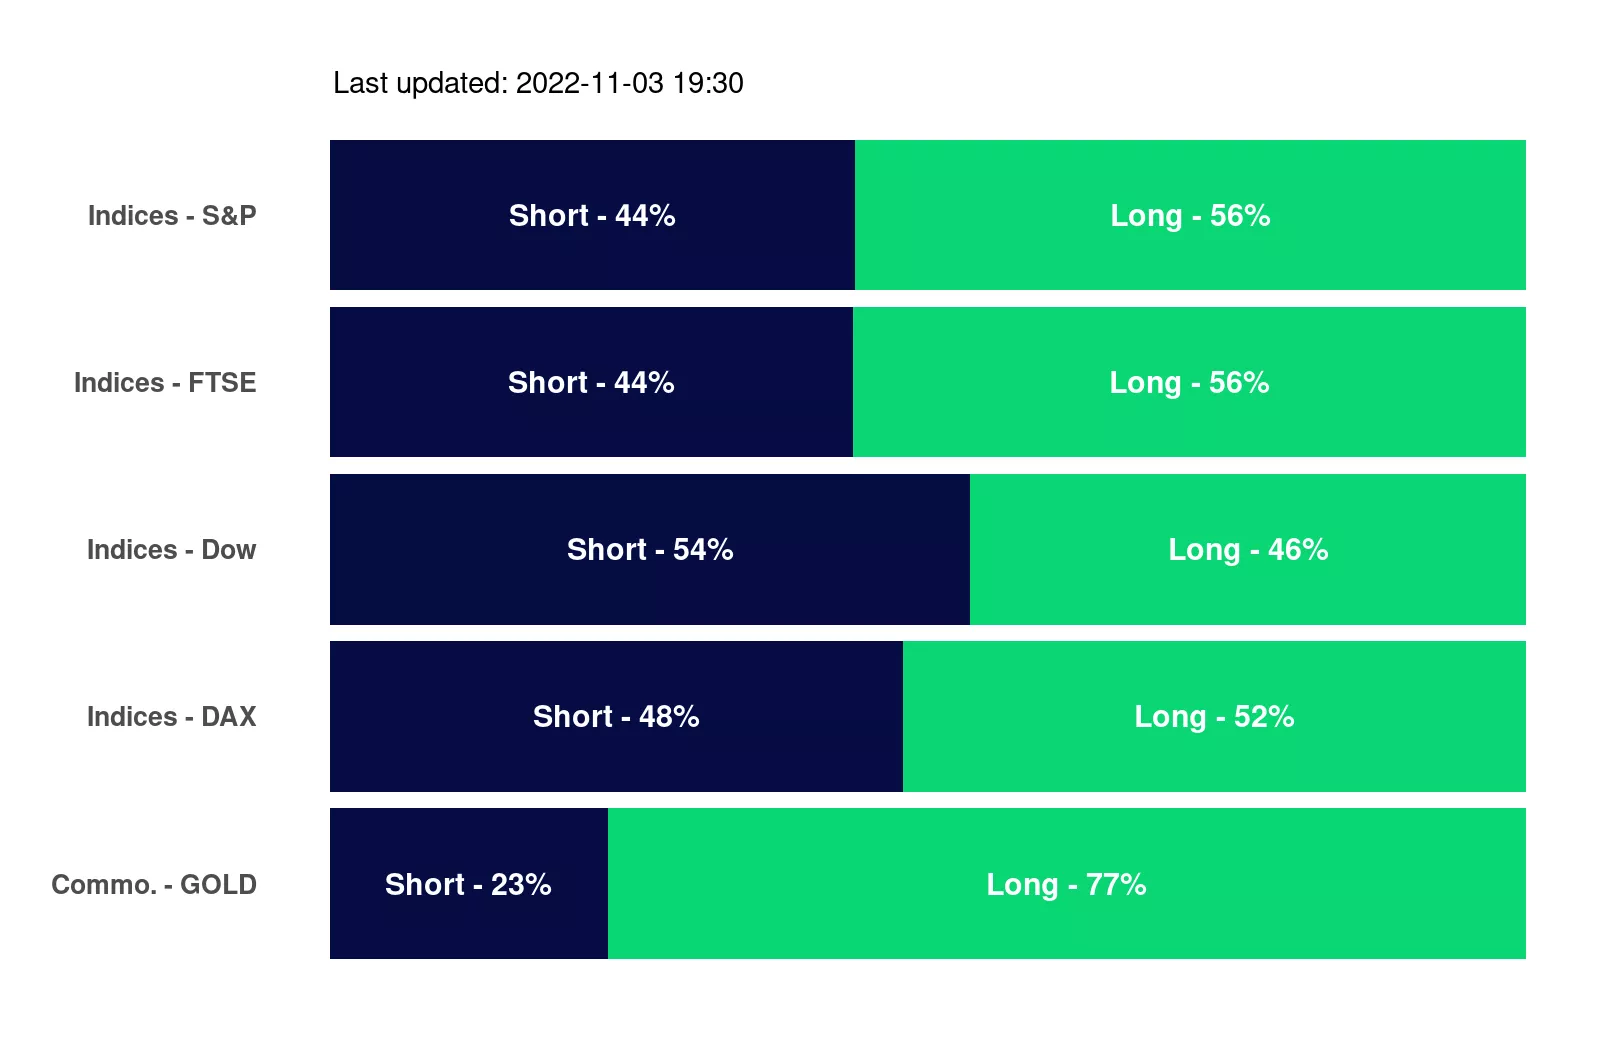 Last updated: 2022-11-03 19:30
Indices - S&P Short - 44% Long - 56%
Indices - FTSE Short - 44% Long - 56%
Indices - Dow Short - 54% Long - 46%
Indices - DAX Short - 48% Long - 52%
Commo. - GOLD Short - 23% Long - 77%